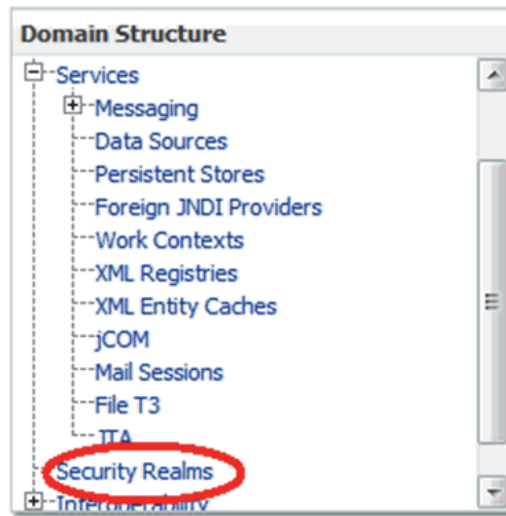 Domain Structure
Services
Messaging
Data Sources
Persistent Stores
Foreign JNDI Providers
Work Contexts
XML Registries
XML Entity Caches
jCOM
Mail Sessions
File T3
JTA
Security Realms
Interoperability